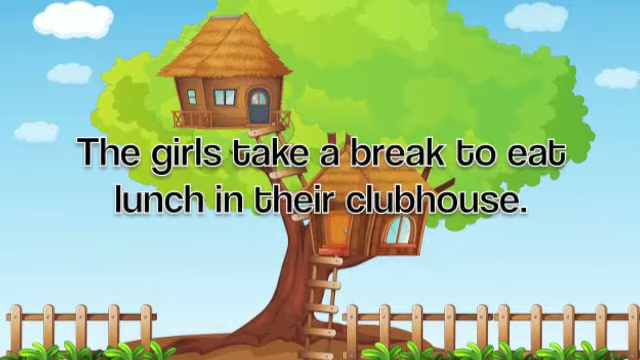 The girls take a break to eat
lunch in their clubhouse.